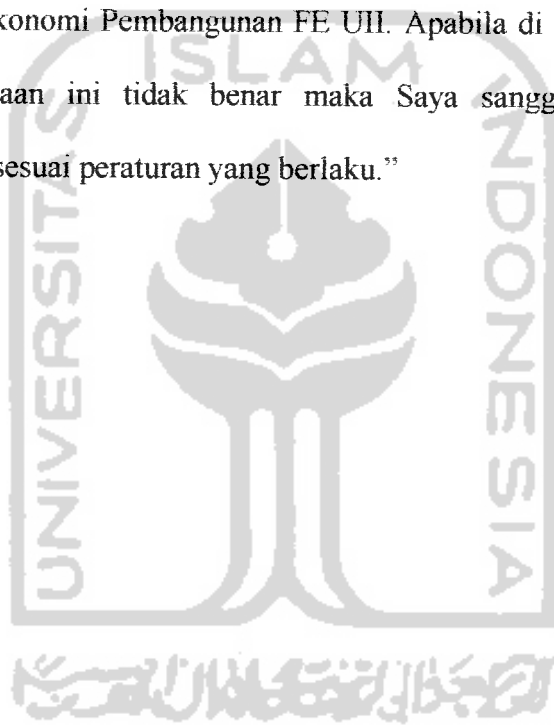 konomi Pembangunan FE UII. Apabila di
aan ini tidak benar maka Saya sangg
sesuai peraturan yang berlaku.”
ISLAM
UNIVERSITAS
INDONESIA